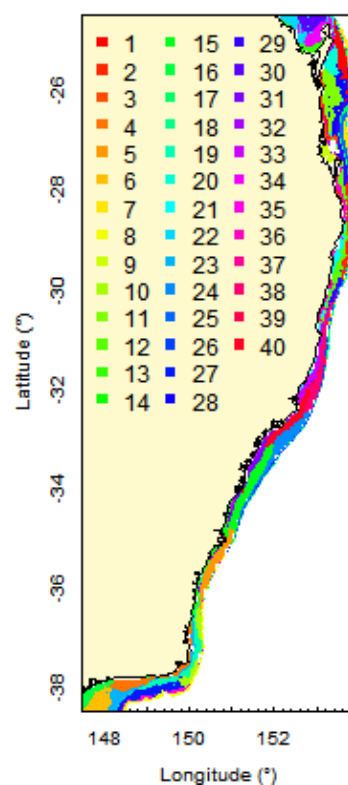 1 15 29
2 16 30
3 17 31
4 18 32
5 19 33
6 20 34
7 21 35
8 22 36
9 23 37
10 24 38
11 25 39
12 26 40
13 27
14 28
-26
-28
-30
-32
-34
-36
-38
Latitude (°)
148 150 152
Longitude (°)